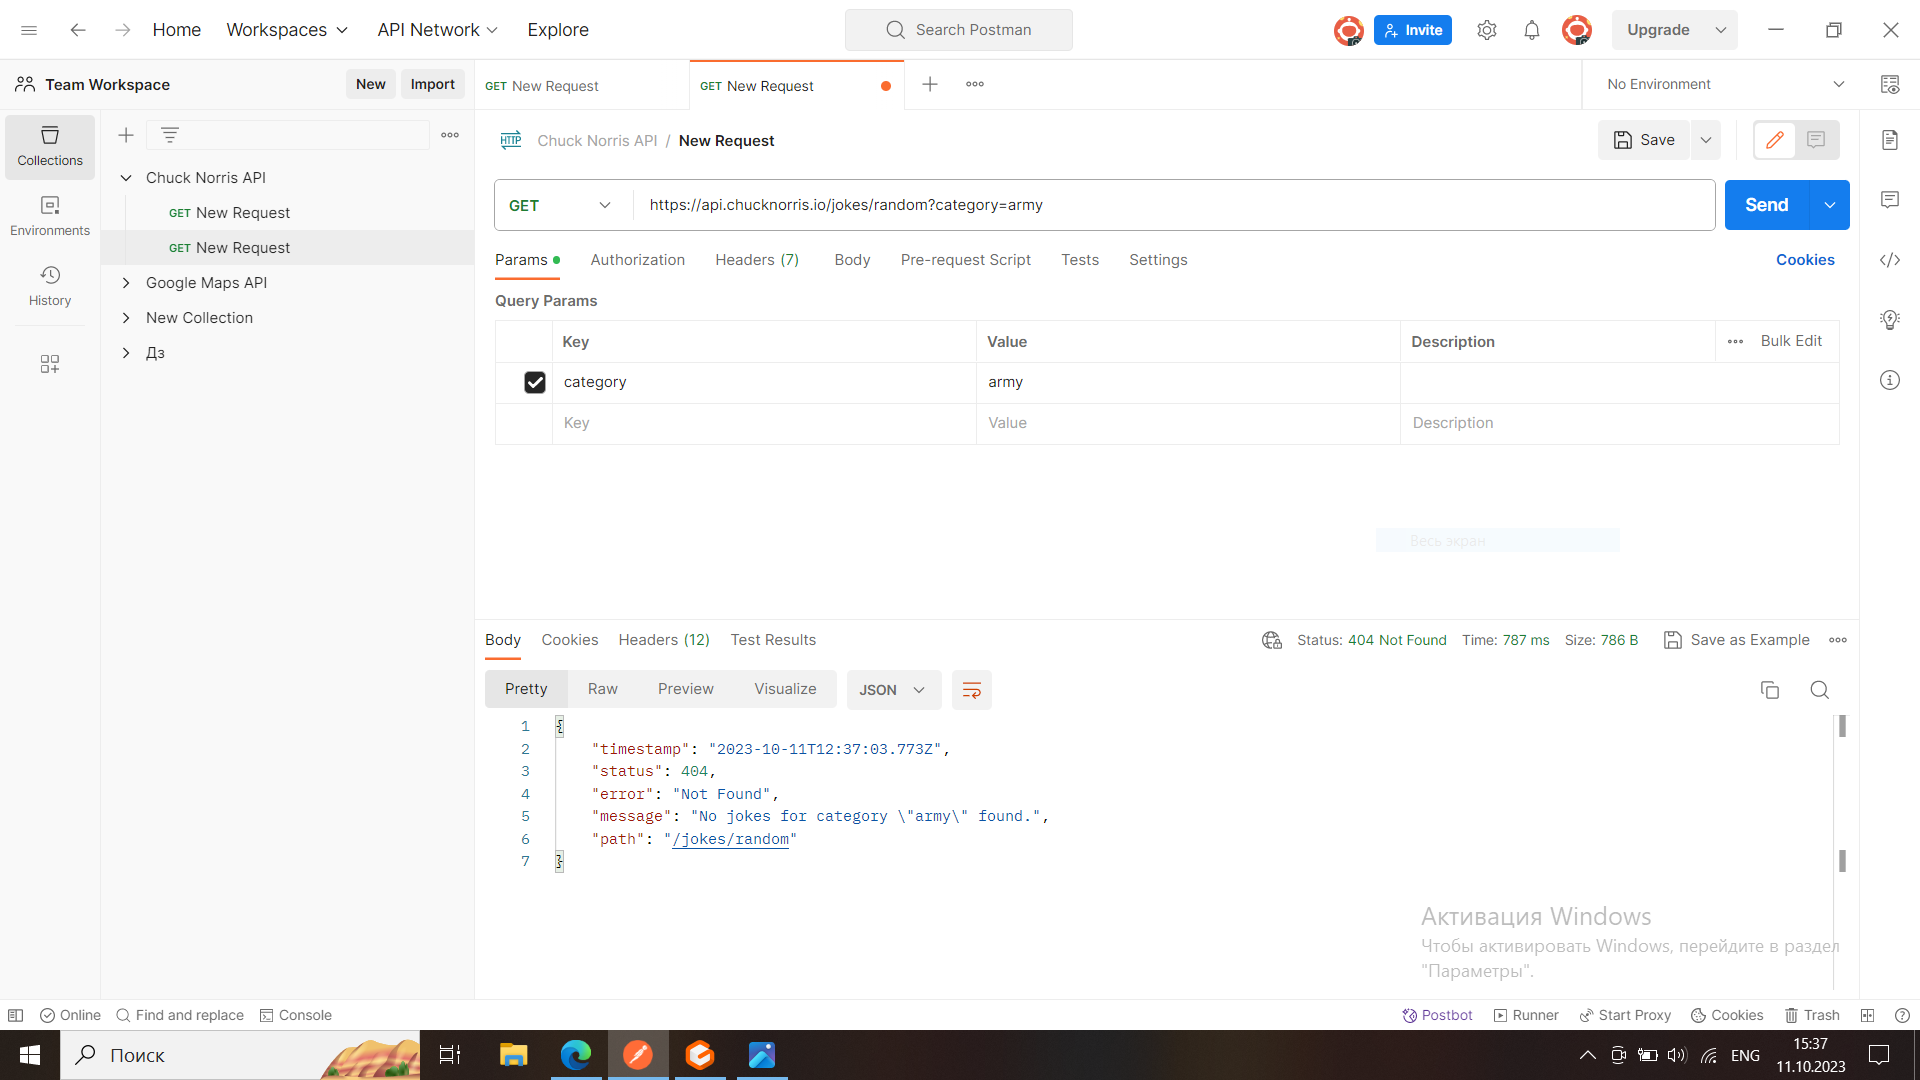 Home Workspaces API Network Explore Search Postman Invite Upgrade
Team Workspace New Import GET New Request GET New Request No Environment
Collections
Environments
History
Chuck Norris API
GET New Request
GET New Request
Google Maps API
New Collection
Дз
HTTP Chuck Norris API / New Request Save
GET https://api.chucknorris.io/jokes/random?category=army Send
Params Authorization Headers (7) Body Pre-request Script Tests Settings Cookies
Query Params
Key Value Description Bulk Edit
category army
Key Value Description
Весь экран
Body Cookies Headers (12) Test Results Status: 404 Not Found Time: 787 ms Size: 786 B Save as Example
Pretty Raw Preview Visualize JSON
1 {
2 "timestamp": "2023-10-11T12:37:03.773Z",
3 "status": 404,
4 "error": "Not Found",
5 "message": "No jokes for category \"army\" found.",
6 "path": "/jokes/random"
7 }
Активация Windows
Чтобы активировать Windows, перейдите в раздел
"Параметры".
Online Find and replace Console Postbot Runner Start Proxy Cookies Trash
Поиск ENG 15:37
11.10.2023